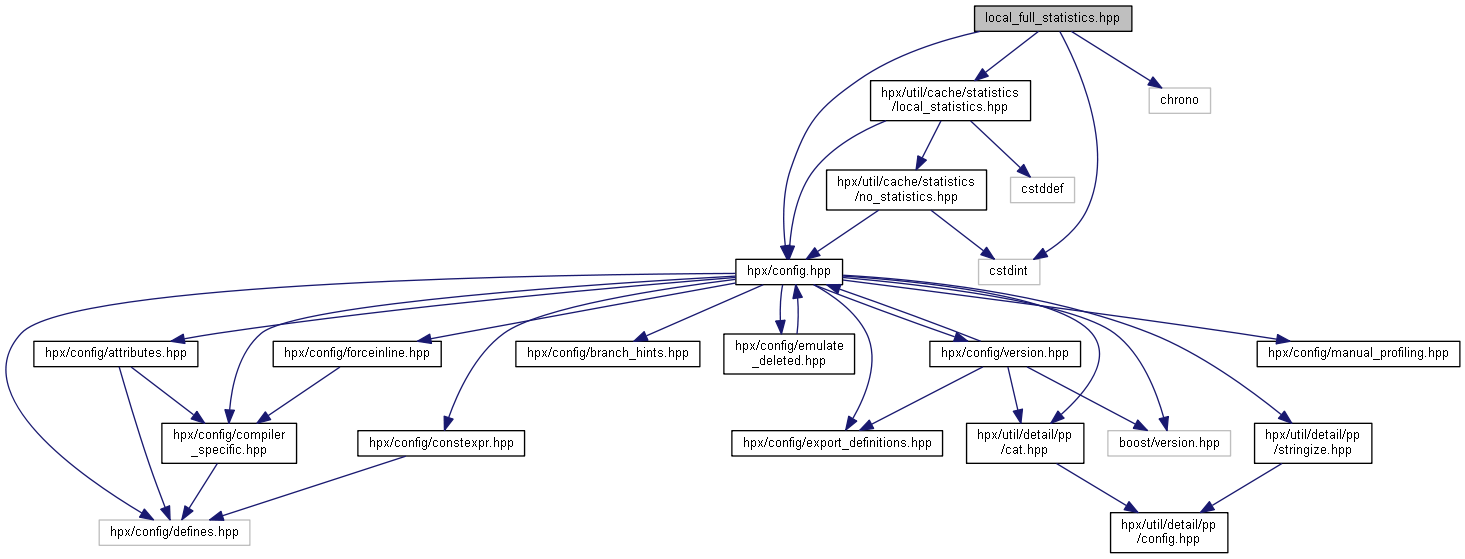 local_full_statistics.hpp
hpx/util/cache/statistics
/local_statistics.hpp
chrono
hpx/util/cache/statistics
/no_statistics.hpp
cstddef
hpx/config.hpp
cstdint
hpx/config/attributes.hpp
hpx/config/forceinline.hpp
hpx/config/branch_hints.hpp
hpx/config/emulate
_deleted.hpp
hpx/config/version.hpp
hpx/config/manual_profiling.hpp
hpx/config/compiler
_specific.hpp
hpx/config/constexpr.hpp
hpx/config/export_definitions.hpp
hpx/util/detail/pp
/cat.hpp
boost/version.hpp
hpx/util/detail/pp
/stringize.hpp
hpx/config/defines.hpp
hpx/util/detail/pp
/config.hpp